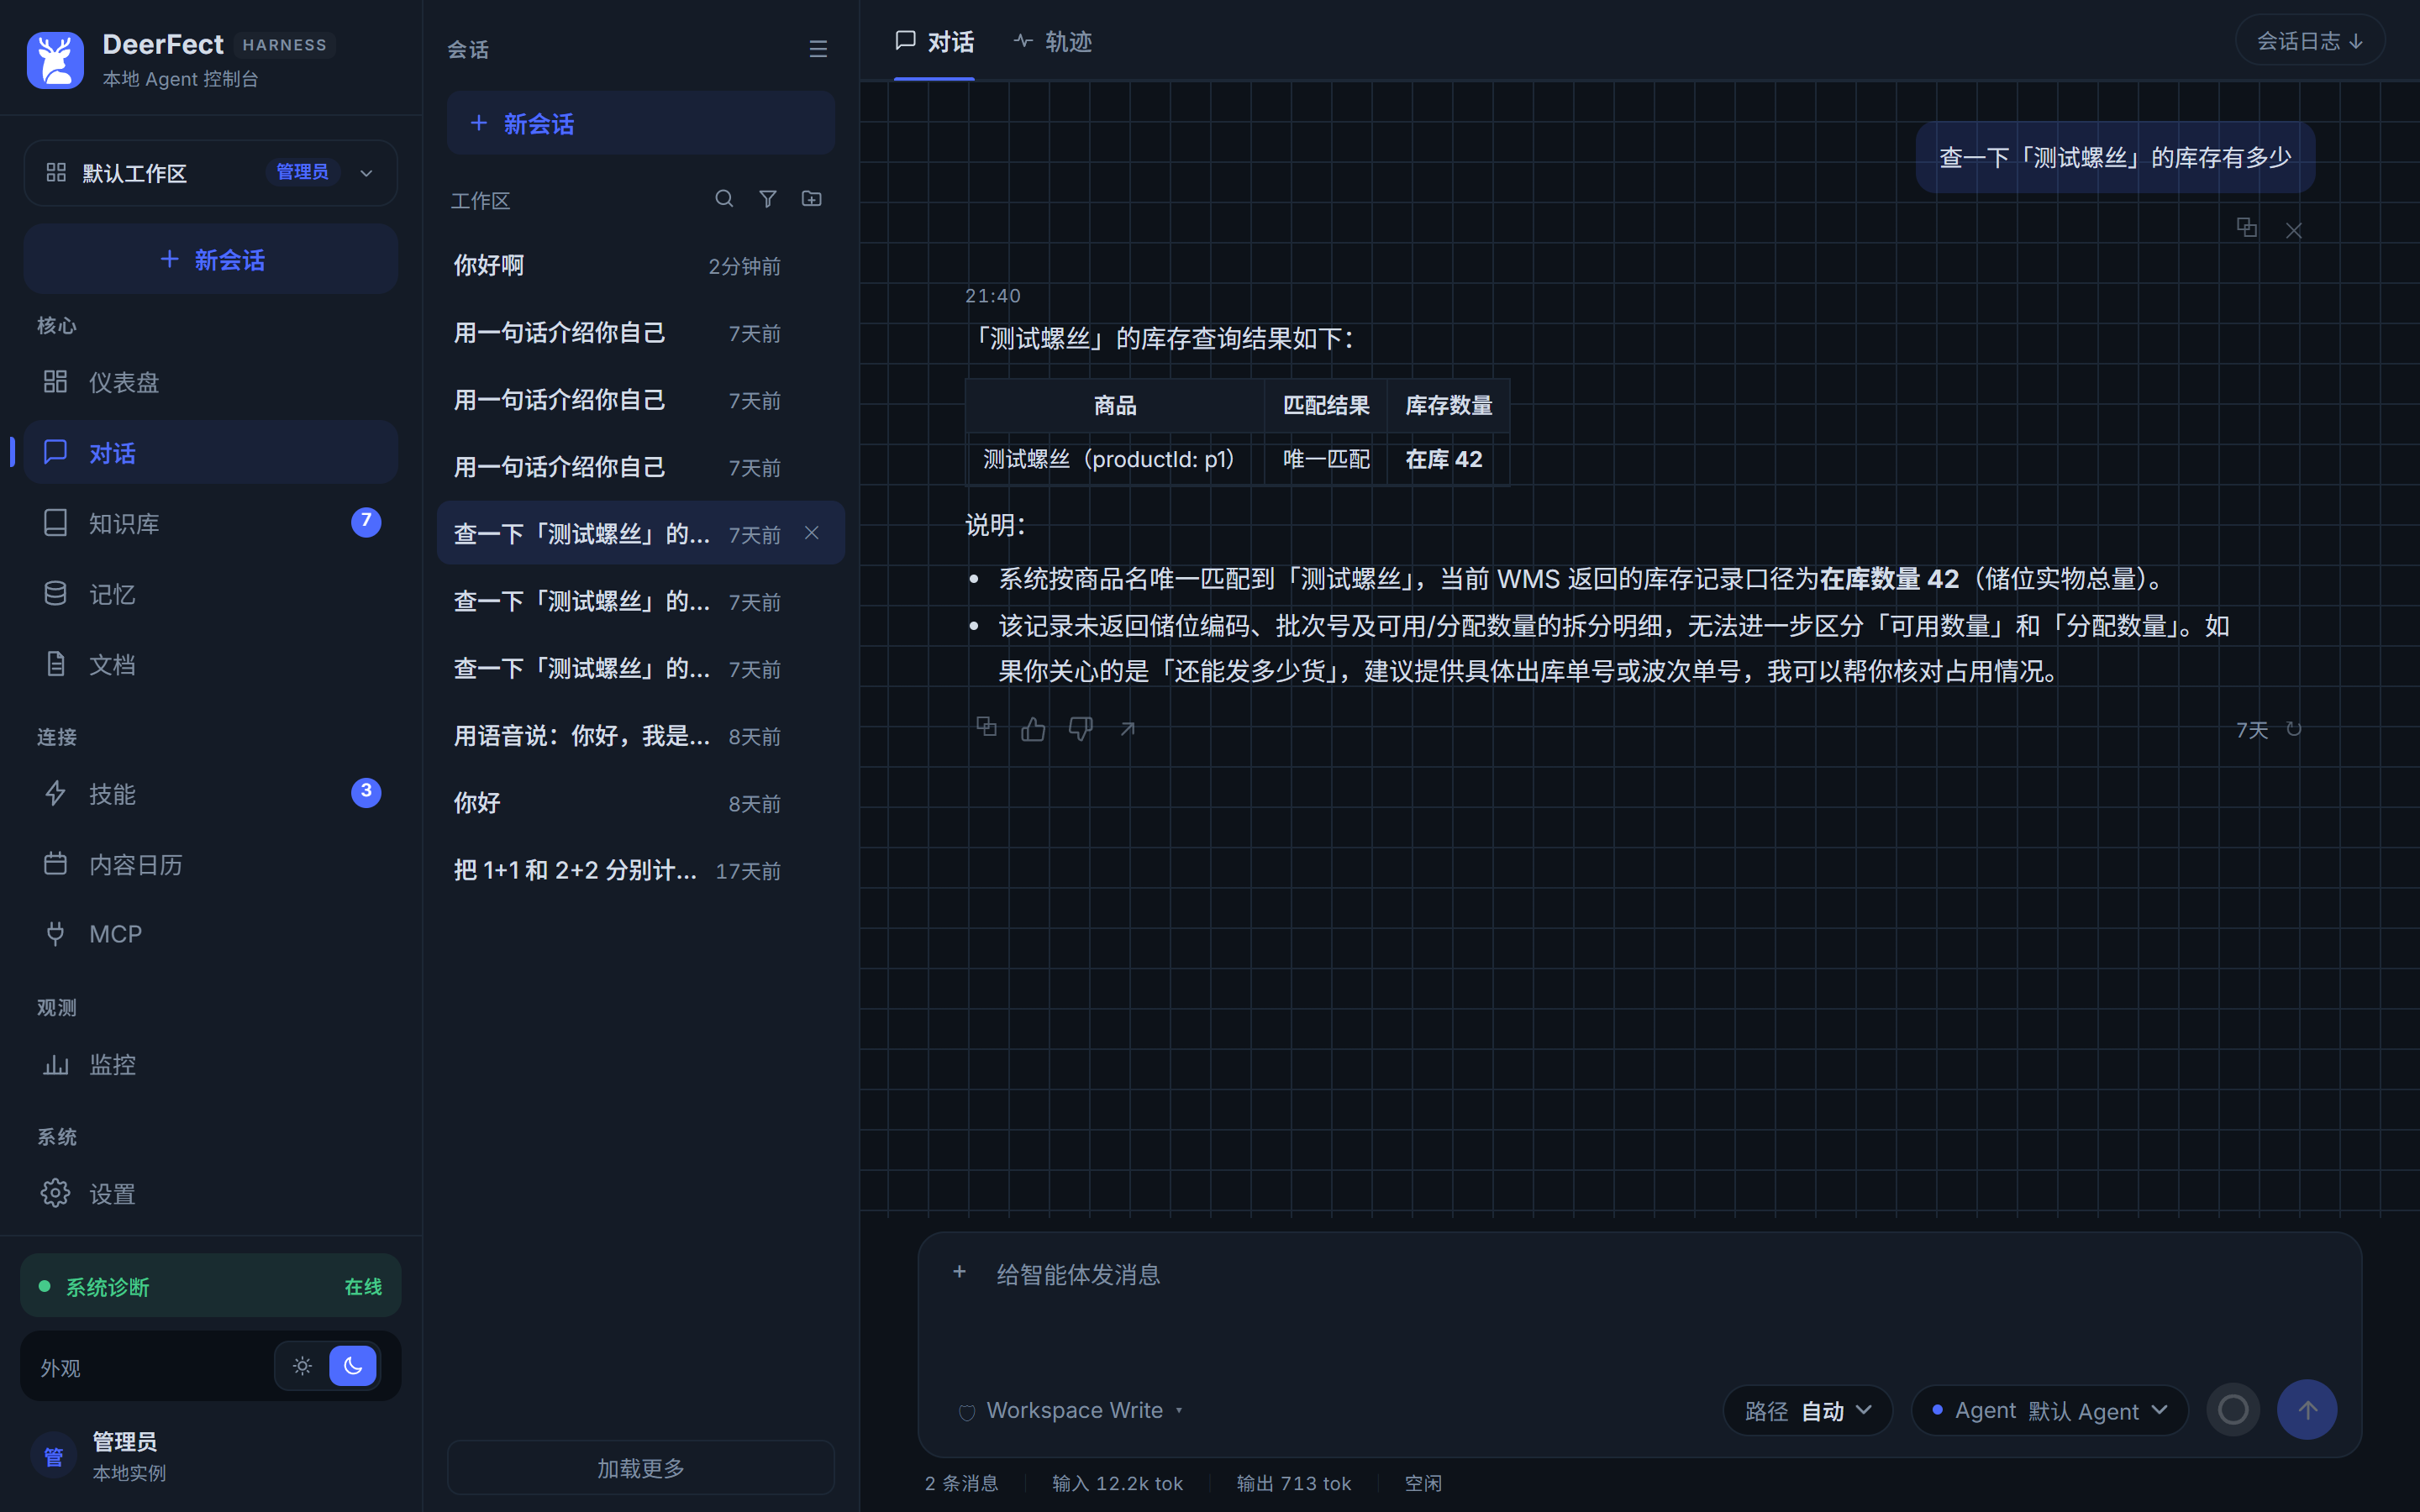 DeerFect HARNESS
本地 Agent 控制台
默认工作区 管理员
新会话
核心
仪表盘
对话
知识库 7
记忆
文档
连接
技能 3
内容日历
MCP
观测
监控
系统
设置
系统诊断 在线
外观
管
管理员
本地实例
会话
新会话
工作区
你好啊 2分钟前
用一句话介绍你自己 7天前
用一句话介绍你自己 7天前
用一句话介绍你自己 7天前
查一下「测试螺丝」的... 7天前
查一下「测试螺丝」的... 7天前
查一下「测试螺丝」的... 7天前
用语音说：你好，我是... 8天前
你好 8天前
把 1+1 和 2+2 分别计... 17天前
加载更多
对话 轨迹 会话日志
查一下「测试螺丝」的库存有多少
21:40
「测试螺丝」的库存查询结果如下：
商品 匹配结果 库存数量
测试螺丝（productId: p1） 唯一匹配 在库 42
说明：
系统按商品名唯一匹配到「测试螺丝」，当前 WMS 返回的库存记录口径为在库数量 42（储位实物总量）。
该记录未返回储位编码、批次号及可用/分配数量的拆分明细，无法进一步区分「可用数量」和「分配数量」。如
果你关心的是「还能发多少货」，建议提供具体出库单号或波次单号，我可以帮你核对占用情况。
7天
给智能体发消息
Workspace Write
路径 自动
Agent 默认 Agent
2 条消息 输入 12.2k tok 输出 713 tok 空闲